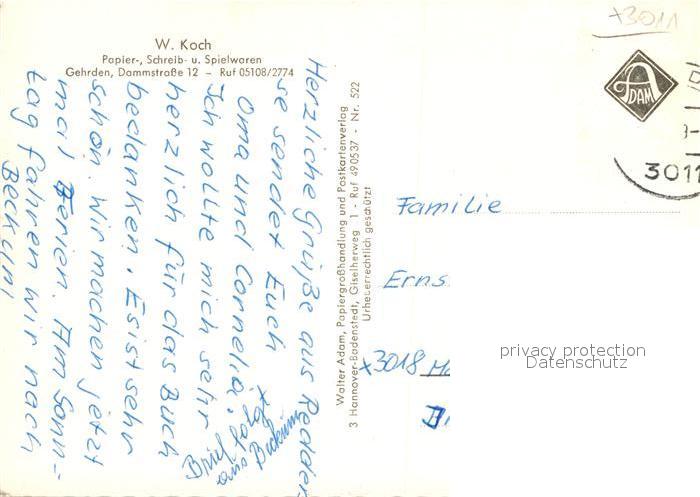 W. Koch
Papier-, Schreib- u. Spielwaren
Gehrden, Dammstraße 12 – Ruf 05108/2774
Herzliche Grüße aus Redder
se sendet Euch
Oma und Cornelia.
Ich wollte mich sehr
herzlich für das Buch
bedanken. Es ist sehr
schön. Wir machen jetzt
mal Ferien. Am Sonn=
tag fahren wir nach
Beckum!
Brief folgt
aus Beckum
Walter Adam, Papiergroßhandlung und Postkartenverlag
3 Hannover-Badenstedt, Giselherweg 1 - Ruf 490537 - Nr. 522
Urheberrechtlich geschützt
x3011
ADAM
3011
Familie
Erns
x3018
privacy protection
Datenschutz